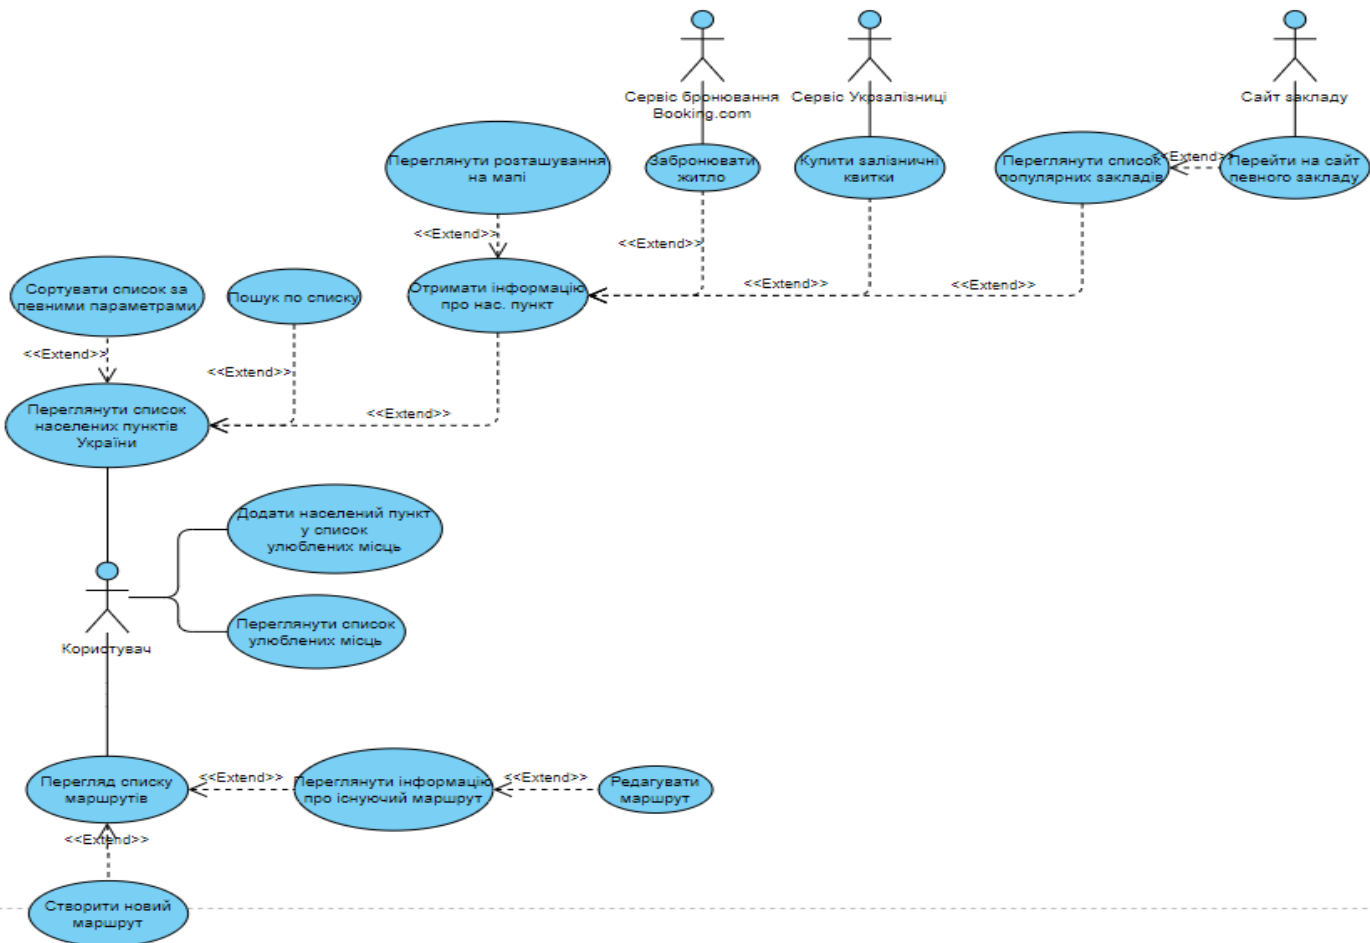 Сервіс бронювання
Booking.com
Сервіс Укрзалізниці
Сайт закладу
Переглянути розташування
на мапі
Забронювати
житло
Купити залізничні
квитки
Переглянути список
популярних закладів
<<Extend>>
Перейти на сайт
певного закладу
<<Extend>>
<<Extend>>
Сортувати список за
певними параметрами
Пошук по списку
Отримати інформацію
про нас. пункт
<<Extend>>
<<Extend>>
<<Extend>>
<<Extend>>
Переглянути список
населених пунктів
України
<<Extend>>
Додати населений пункт
у список
улюблених місць
Переглянути список
улюблених місць
Користувач
Перегляд списку
маршрутів
<<Extend>>
Переглянути інформацію
про існуючий маршрут
<<Extend>>
Редагувати
маршрут
<<Extend>>
Створити новий
маршрут